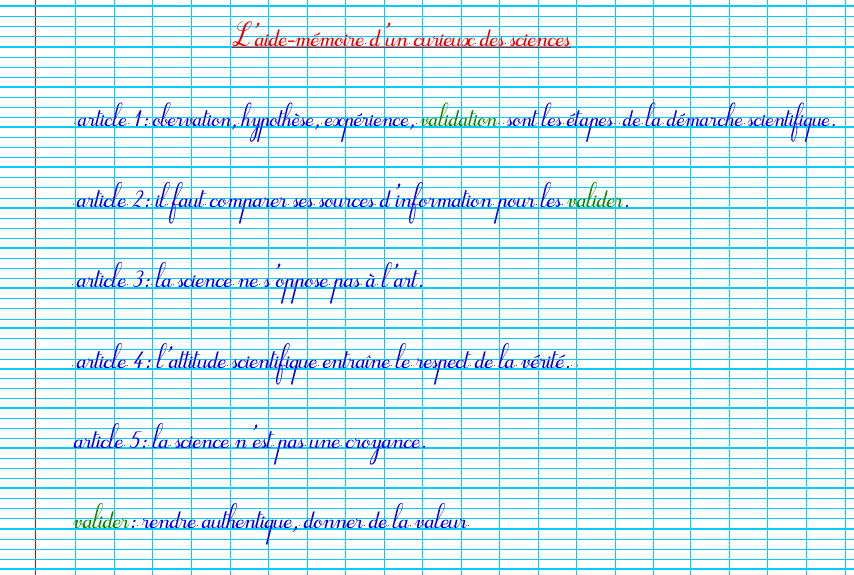 L'aide-mémoire d'un curieux des sciences
article 1: obervation, hypothèse, expérience, validation sont les étapes de la démarche scientifique.
article 2: il faut comparer ses sources d'information pour les valider.
article 3: la science ne s'oppose pas à l'art.
article 4: l'attitude scientifique entraîne le respect de la vérité.
article 5: la science n'est pas une croyance.
valider: rendre authentique, donner de la valeur